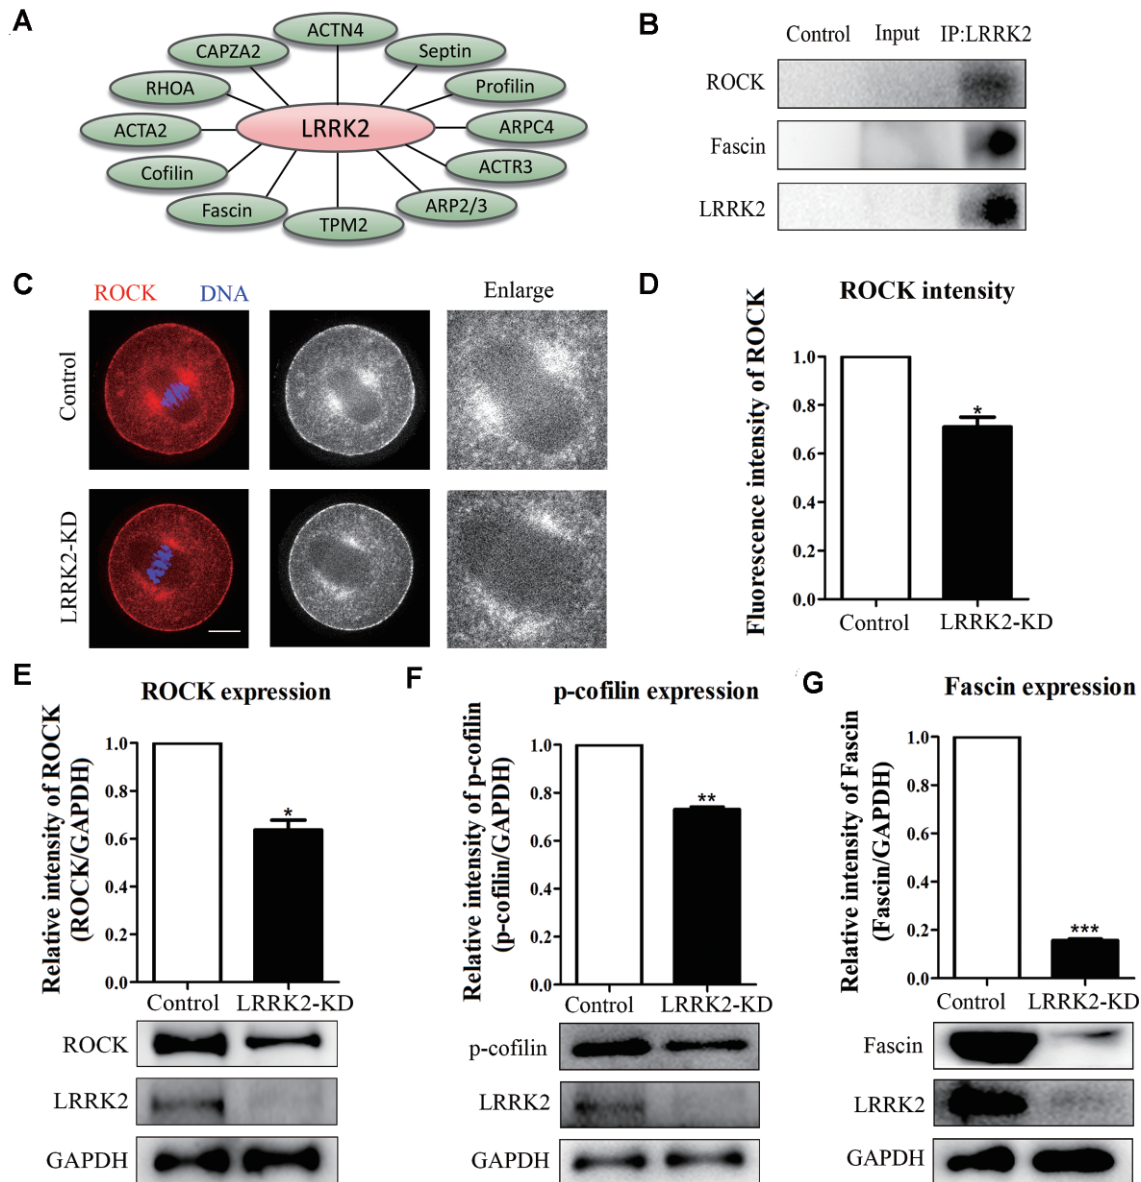 A
ACTN4
CAPZA2
Septin
RHOA
Profilin
ACTA2
LRRK2
ARPC4
Cofilin
ACTR3
Fascin
ARP2/3
TPM2
B
Control Input IP:LRRK2
ROCK
Fascin
LRRK2
C
ROCK DNA Enlarge
Control
LRRK2-KD
D
ROCK intensity
Fluorescence intensity of ROCK
1.0
0.8
0.6
0.4
0.2
0.0
*
Control LRRK2-KD
E
ROCK expression
Relative intensity of ROCK
(ROCK/GAPDH)
1.0
0.8
0.6
0.4
0.2
0.0
*
Control LRRK2-KD
ROCK
LRRK2
GAPDH
F
p-cofilin expression
Relative intensity of p-cofilin
(p-cofilin/GAPDH)
1.0
0.8
0.6
0.4
0.2
0.0
**
Control LRRK2-KD
p-cofilin
LRRK2
GAPDH
G
Fascin expression
Relative intensity of Fascin
(Fascin/GAPDH)
1.0
0.8
0.6
0.4
0.2
0.0
***
Control LRRK2-KD
Fascin
LRRK2
GAPDH